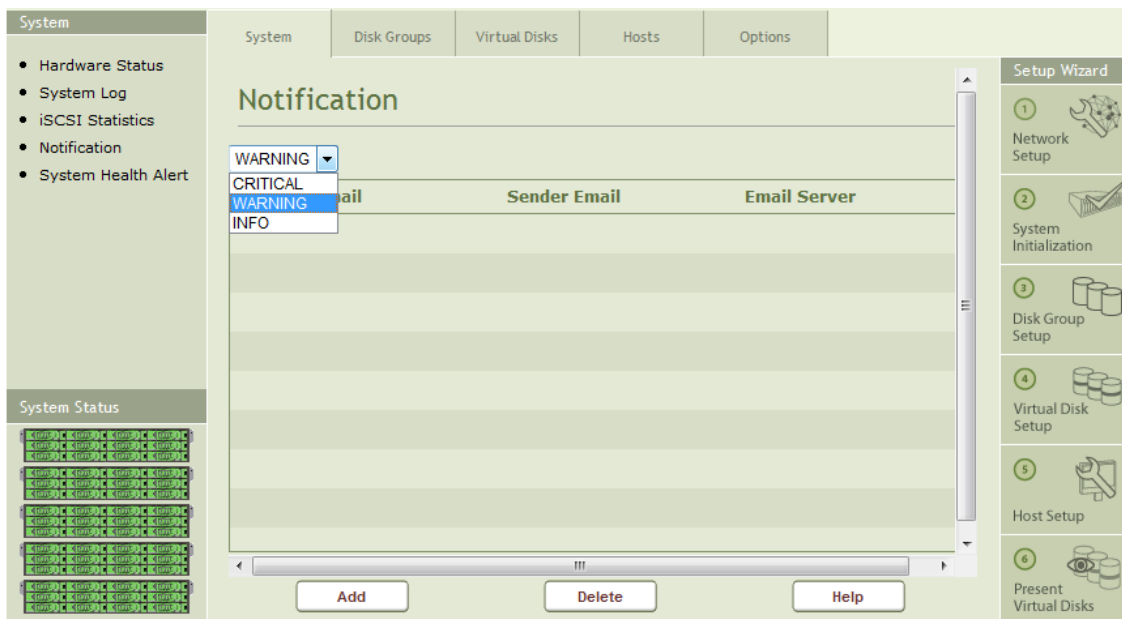 System
Hardware Status
System Log
iSCSI Statistics
Notification
System Health Alert
System Status
System
Disk Groups
Virtual Disks
Hosts
Options
Notification
WARNING
CRITICAL
WARNING
INFO
Sender Email
Email Server
Add
Delete
Help
Setup Wizard
1
Network
Setup
2
System
Initialization
3
Disk Group
Setup
4
Virtual Disk
Setup
5
Host Setup
6
Present
Virtual Disks